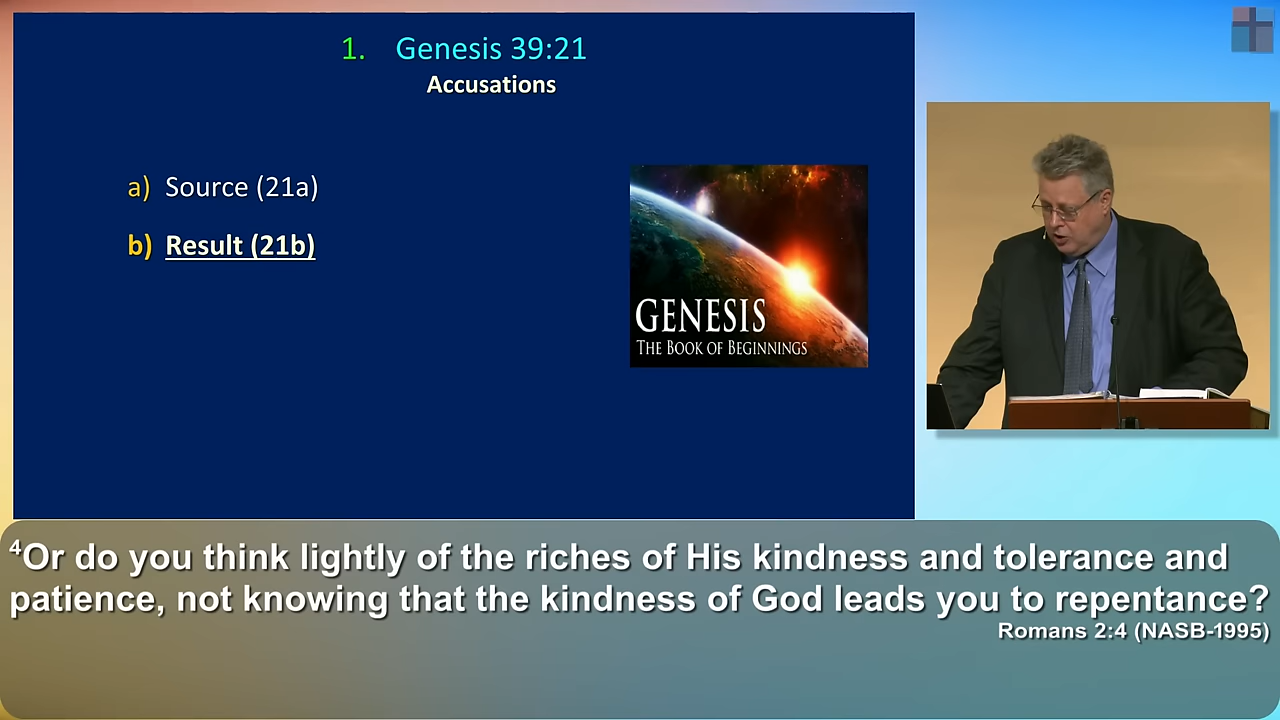 1. Genesis 39:21
Accusations
a) Source (21a)
b) Result (21b)
GENESIS
THE BOOK OF BEGINNINGS
4Or do you think lightly of the riches of His kindness and tolerance and
patience, not knowing that the kindness of God leads you to repentance?
Romans 2:4 (NASB-1995)